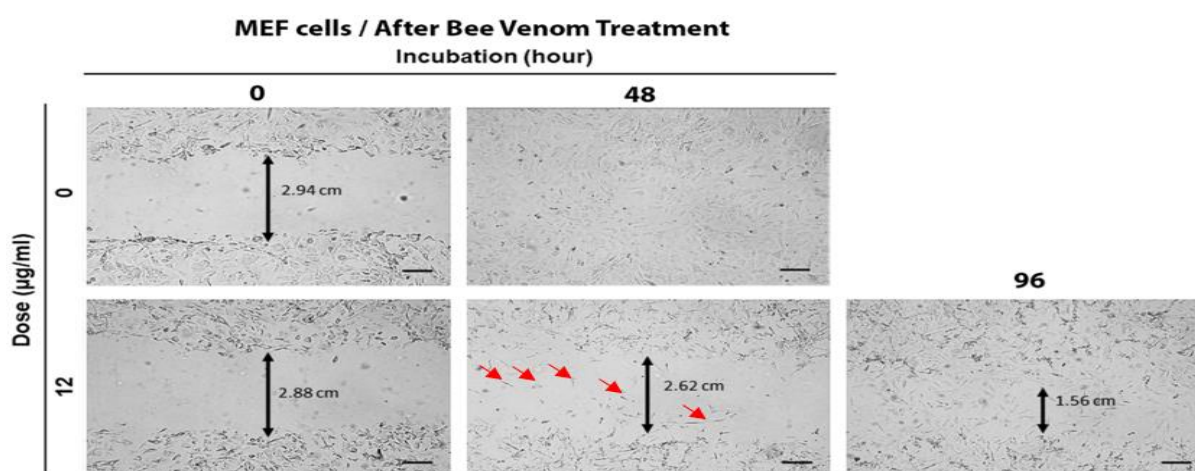 MEF cells / After Bee Venom Treatment
Incubation (hour)
0 48
2.94 cm
0
96
Dose (µg/ml)
12
2.88 cm
2.62 cm
1.56 cm